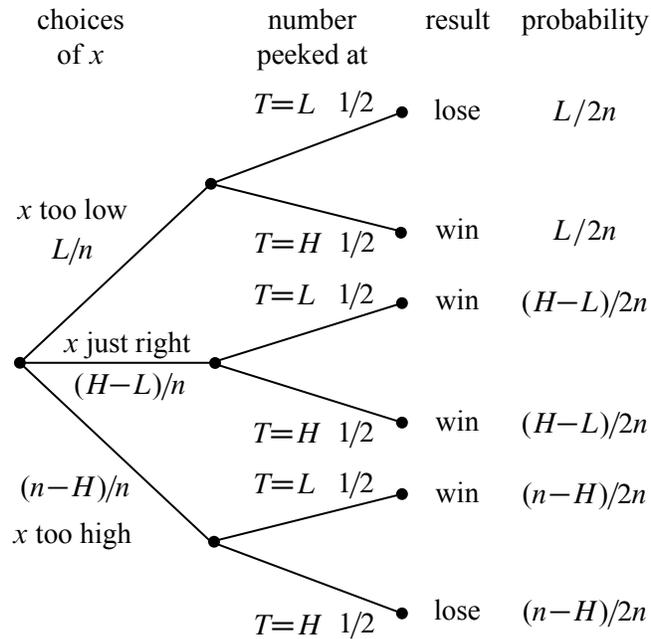 choices of x
number peeked at
result
probability
T=L 1/2
lose
L/2n
x too low
L/n
T=H 1/2
win
L/2n
T=L 1/2
win
(H−L)/2n
x just right
(H−L)/n
T=H 1/2
win
(H−L)/2n
(n−H)/n
x too high
T=L 1/2
win
(n−H)/2n
T=H 1/2
lose
(n−H)/2n